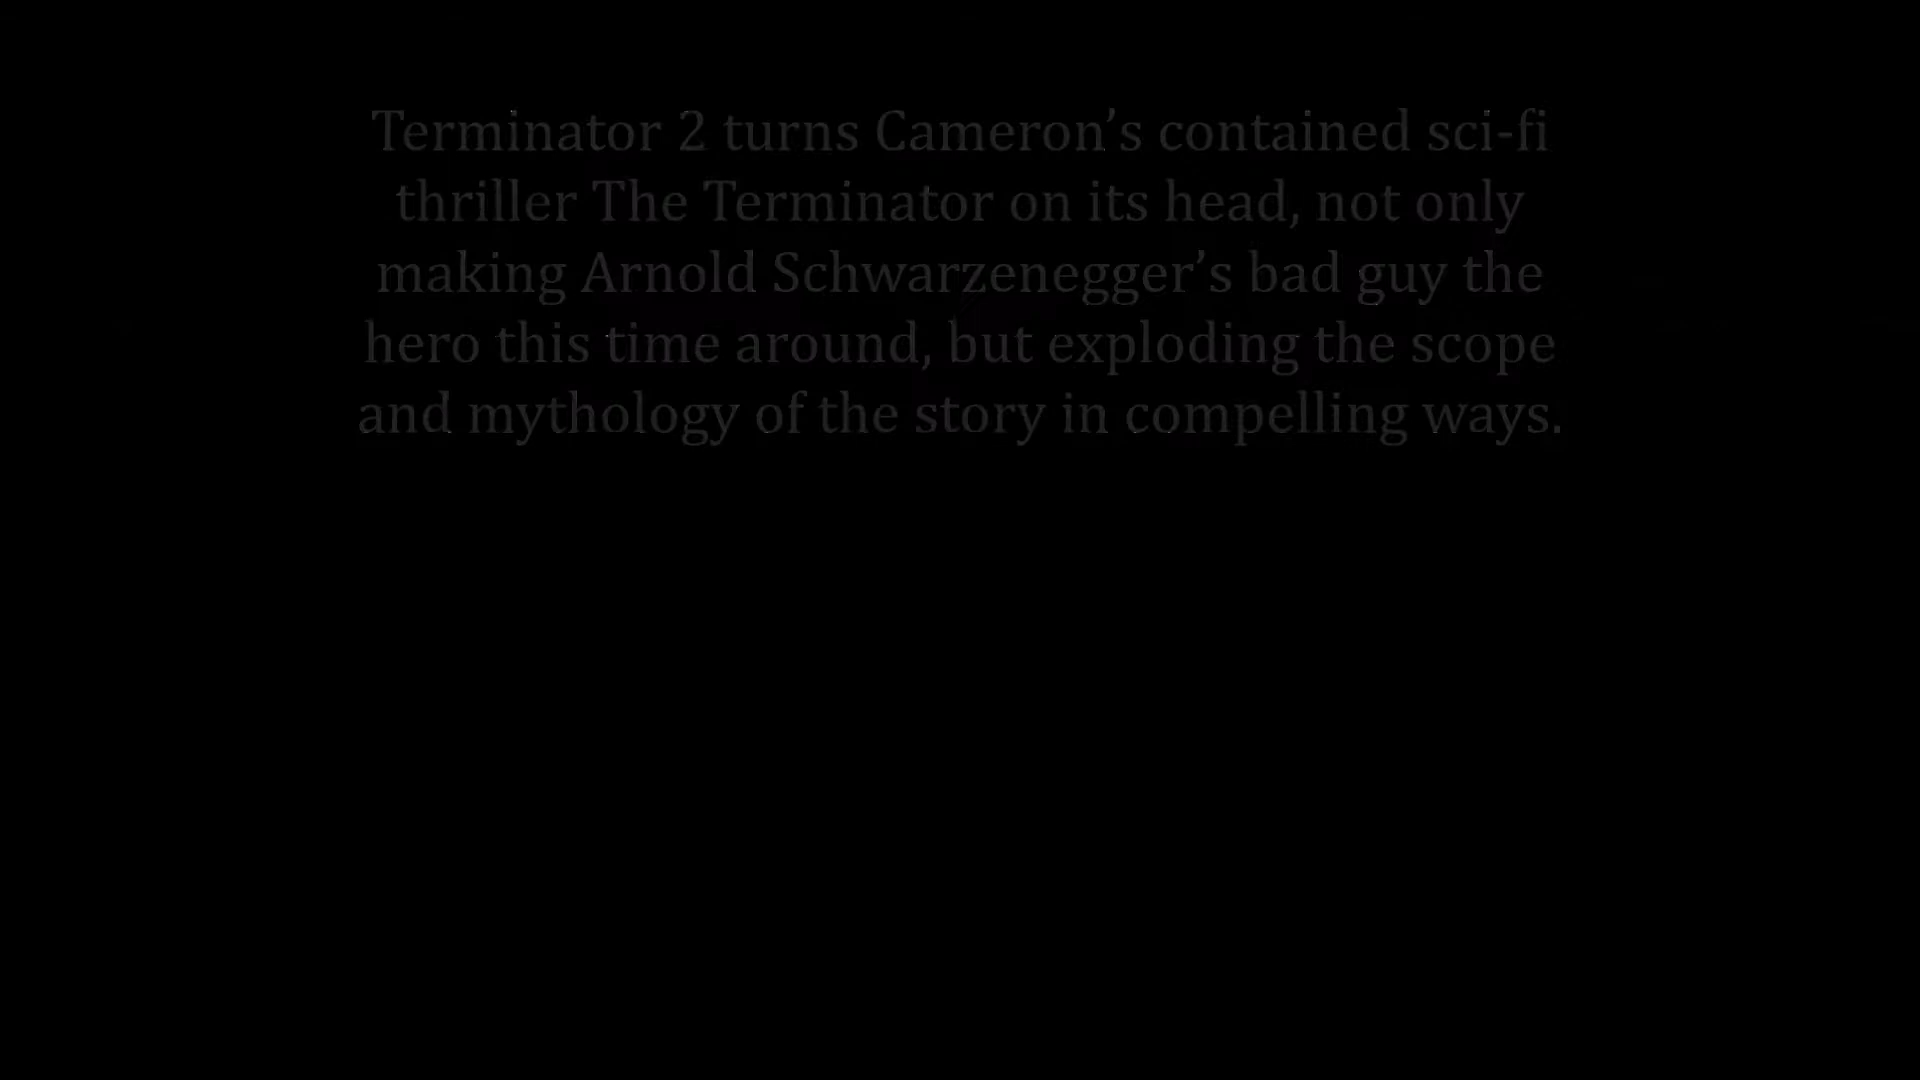 Terminator 2 turns Cameron’s contained sci-fi
thriller The Terminator on its head, not only
making Arnold Schwarzenegger’s bad guy the
hero this time around, but exploding the scope
and mythology of the story in compelling ways.